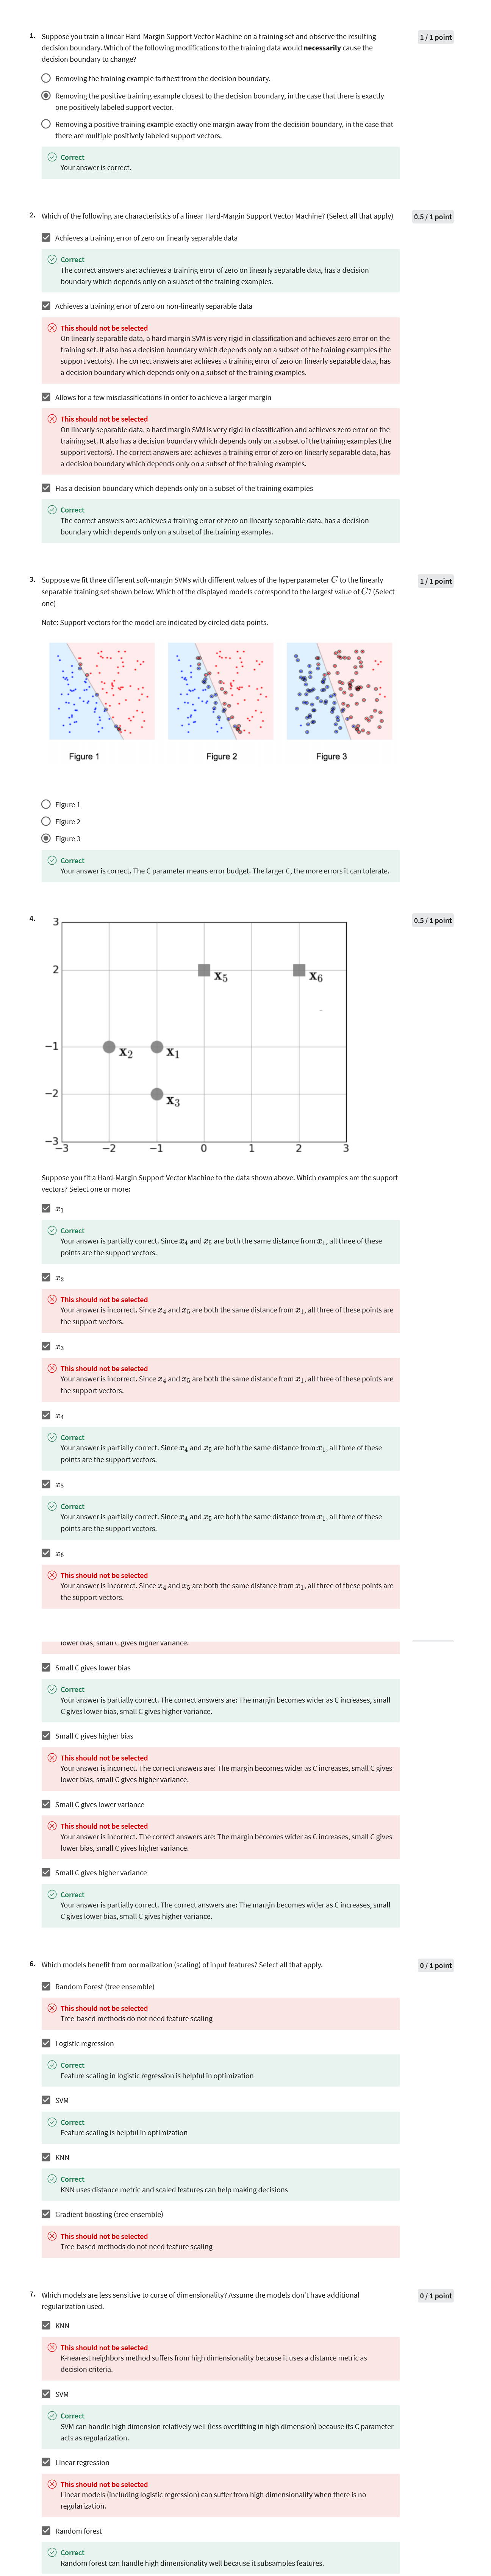 1. Suppose you train a linear Hard-Margin Support Vector Machine on a training set and observe the resulting
decision boundary. Which of the following modifications to the training data would necessarily cause the
decision boundary to change?
1 / 1 point
Removing the training example farthest from the decision boundary.
Removing the positive training example closest to the decision boundary, in the case that there is exactly
one positively labeled support vector.
Removing a positive training example exactly one margin away from the decision boundary, in the case that
there are multiple positively labeled support vectors.
Correct
Your answer is correct.
2. Which of the following are characteristics of a linear Hard-Margin Support Vector Machine? (Select all that apply)
0.5 / 1 point
Achieves a training error of zero on linearly separable data
Correct
The correct answers are: achieves a training error of zero on linearly separable data, has a decision
boundary which depends only on a subset of the training examples.
Achieves a training error of zero on non-linearly separable data
This should not be selected
On linearly separable data, a hard margin SVM is very rigid in classification and achieves zero error on the
training set. It also has a decision boundary which depends only on a subset of the training examples (the
support vectors). The correct answers are: achieves a training error of zero on linearly separable data, has
a decision boundary which depends only on a subset of the training examples.
Allows for a few misclassifications in order to achieve a larger margin
This should not be selected
On linearly separable data, a hard margin SVM is very rigid in classification and achieves zero error on the
training set. It also has a decision boundary which depends only on a subset of the training examples (the
support vectors). The correct answers are: achieves a training error of zero on linearly separable data, has
a decision boundary which depends only on a subset of the training examples.
Has a decision boundary which depends only on a subset of the training examples
Correct
The correct answers are: achieves a training error of zero on linearly separable data, has a decision
boundary which depends only on a subset of the training examples.
3. Suppose we fit three different soft-margin SVMs with different values of the hyperparameter C to the linearly
separable training set shown below. Which of the displayed models correspond to the largest value of C? (Select
one)
1 / 1 point
Note: Support vectors for the model are indicated by circled data points.
Figure 1 Figure 2 Figure 3
Figure 1
Figure 2
Figure 3
Correct
Your answer is correct. The C parameter means error budget. The larger C, the more errors it can tolerate.
4.
0.5 / 1 point
3
2
x5 x6
−1
x2 x1
−2
x3
−3
−3 −2 −1 0 1 2 3
Suppose you fit a Hard-Margin Support Vector Machine to the data shown above. Which examples are the support
vectors? Select one or more:
x1
Correct
Your answer is partially correct. Since x4 and x5 are both the same distance from x1, all three of these
points are the support vectors.
x2
This should not be selected
Your answer is incorrect. Since x4 and x5 are both the same distance from x1, all three of these points are
the support vectors.
x3
This should not be selected
Your answer is incorrect. Since x4 and x5 are both the same distance from x1, all three of these points are
the support vectors.
x4
Correct
Your answer is partially correct. Since x4 and x5 are both the same distance from x1, all three of these
points are the support vectors.
x5
Correct
Your answer is partially correct. Since x4 and x5 are both the same distance from x1, all three of these
points are the support vectors.
x6
This should not be selected
Your answer is incorrect. Since x4 and x5 are both the same distance from x1, all three of these points are
the support vectors.
lower bias, small C gives higher variance.
Small C gives lower bias
Correct
Your answer is partially correct. The correct answers are: The margin becomes wider as C increases, small
C gives lower bias, small C gives higher variance.
Small C gives higher bias
This should not be selected
Your answer is incorrect. The correct answers are: The margin becomes wider as C increases, small C gives
lower bias, small C gives higher variance.
Small C gives lower variance
This should not be selected
Your answer is incorrect. The correct answers are: The margin becomes wider as C increases, small C gives
lower bias, small C gives higher variance.
Small C gives higher variance
Correct
Your answer is partially correct. The correct answers are: The margin becomes wider as C increases, small
C gives lower bias, small C gives higher variance.
6. Which models benefit from normalization (scaling) of input features? Select all that apply.
0 / 1 point
Random Forest (tree ensemble)
This should not be selected
Tree-based methods do not need feature scaling
Logistic regression
Correct
Feature scaling in logistic regression is helpful in optimization
SVM
Correct
Feature scaling is helpful in optimization
KNN
Correct
KNN uses distance metric and scaled features can help making decisions
Gradient boosting (tree ensemble)
This should not be selected
Tree-based methods do not need feature scaling
7. Which models are less sensitive to curse of dimensionality? Assume the models don't have additional
regularization used.
0 / 1 point
KNN
This should not be selected
K-nearest neighbors method suffers from high dimensionality because it uses a distance metric as
decision criteria.
SVM
Correct
SVM can handle high dimension relatively well (less overfitting in high dimension) because its C parameter
acts as regularization.
Linear regression
This should not be selected
Linear models (including logistic regression) can suffer from high dimensionality when there is no
regularization.
Random forest
Correct
Random forest can handle high dimensionality well because it subsamples features.